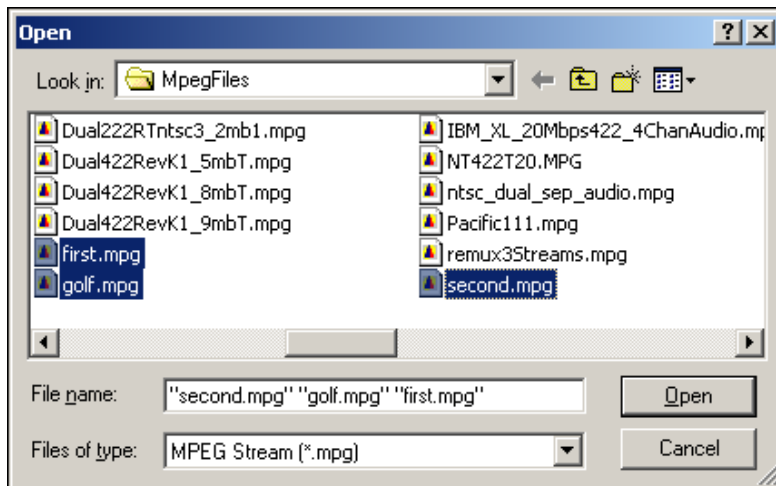 Open
Look in: MpegFiles
Dual222RTntsc3_2mb1.mpg
Dual422RevK1_5mbT.mpg
Dual422RevK1_8mbT.mpg
Dual422RevK1_9mbT.mpg
first.mpg
golf.mpg
IBM_XL_20Mbps422_4ChanAudio.mp
NT422T20.MPG
ntsc_dual_sep_audio.mpg
Pacific111.mpg
remux3Streams.mpg
second.mpg
File name: "second.mpg" "golf.mpg" "first.mpg"
Open
Files of type: MPEG Stream (*.mpg)
Cancel